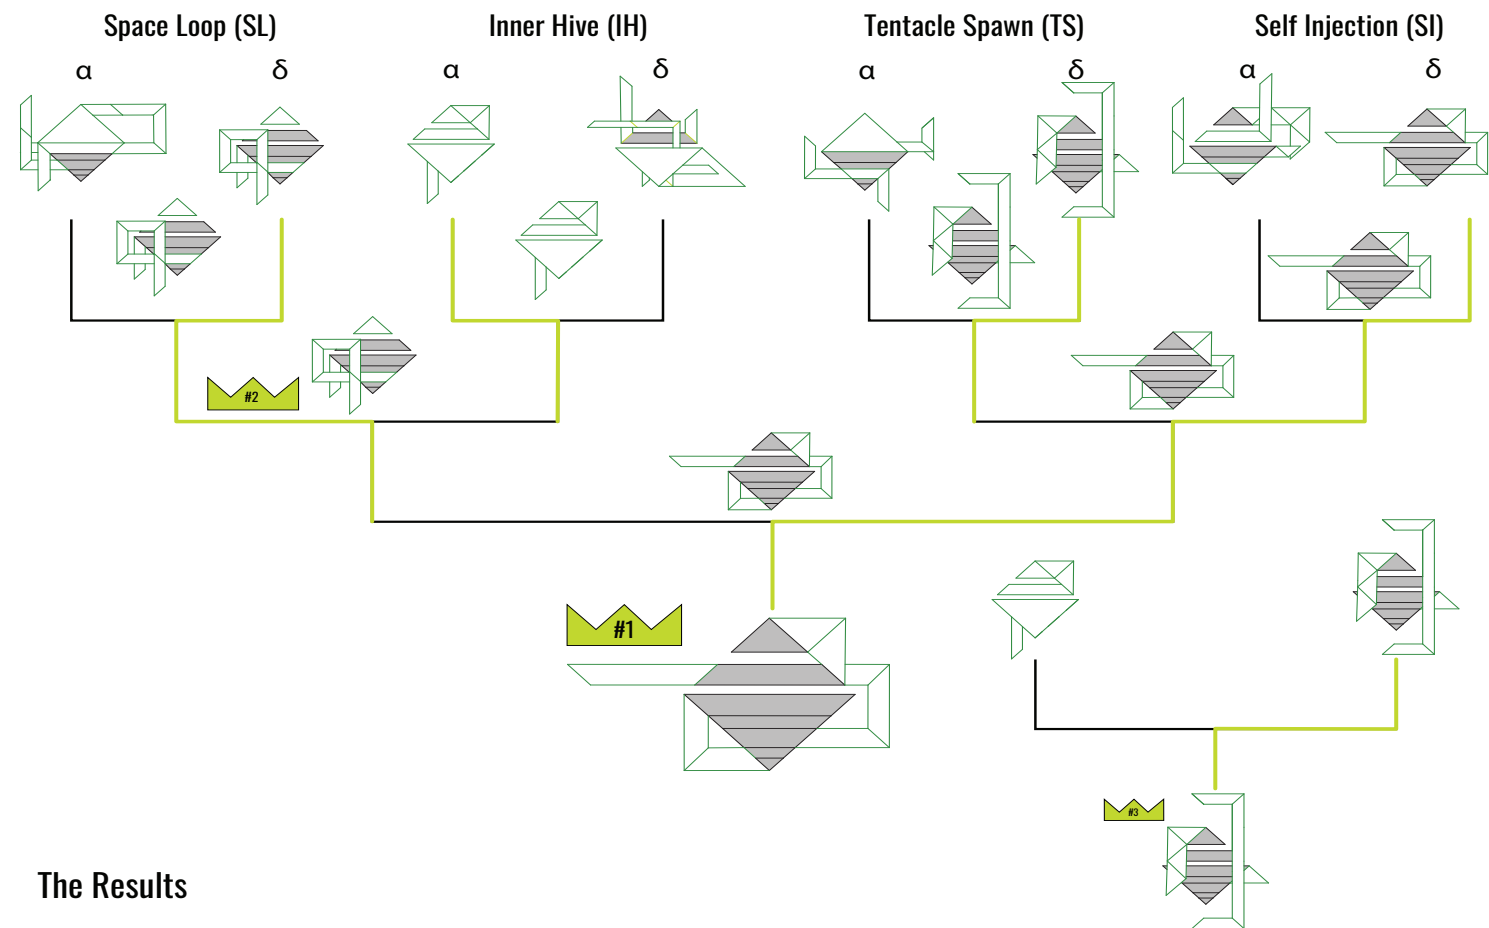 Space Loop (SL)
Inner Hive (IH)
Tentacle Spawn (TS)
Self Injection (SI)
α
δ
α
δ
α
δ
α
δ
#2
#1
#3
The Results